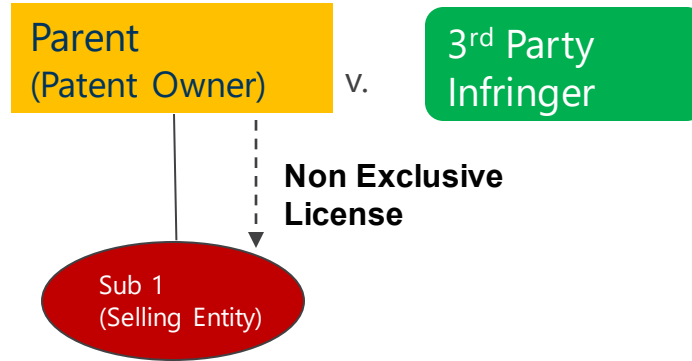 Parent
(Patent Owner)
v.
3rd Party
Infringer
Non Exclusive
License
Sub 1
(Selling Entity)